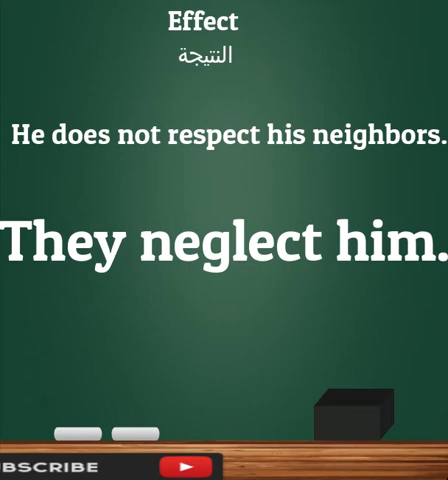 Effect
النتيجة
He does not respect his neighbors.
They neglect him.
BSCRIBE